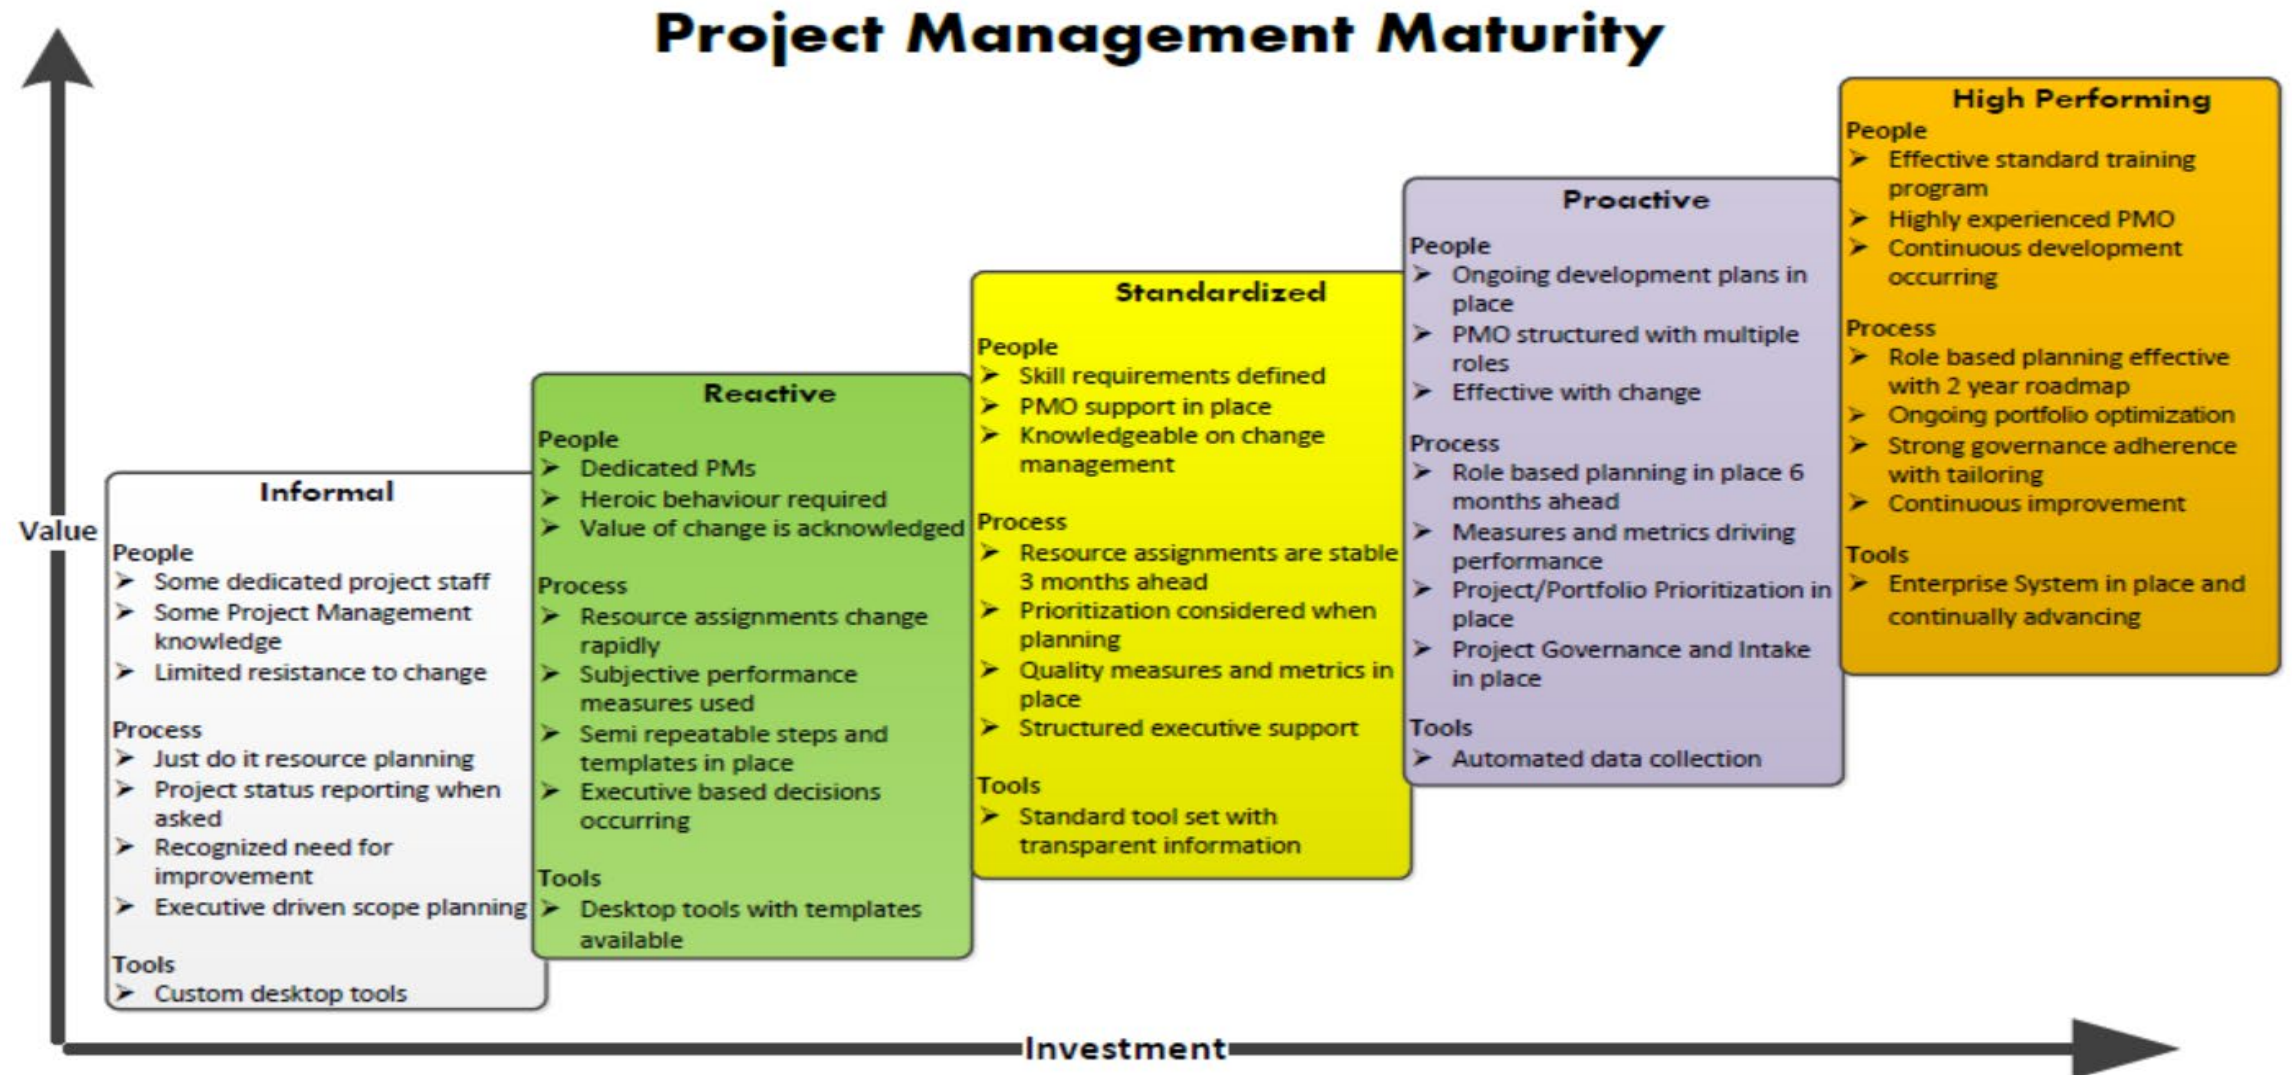 Project Management Maturity
Value
Informal
People
➢ Some dedicated project staff
➢ Some Project Management
knowledge
➢ Limited resistance to change
Process
➢ Just do it resource planning
➢ Project status reporting when
asked
➢ Recognized need for
improvement
➢ Executive driven scope planning
Tools
➢ Custom desktop tools
Reactive
People
➢ Dedicated PMs
➢ Heroic behaviour required
➢ Value of change is acknowledged
Process
➢ Resource assignments change
rapidly
➢ Subjective performance
measures used
➢ Semi repeatable steps and
templates in place
➢ Executive based decisions
occurring
Tools
➢ Desktop tools with templates
available
Standardized
People
➢ Skill requirements defined
➢ PMO support in place
➢ Knowledgeable on change
management
Process
➢ Resource assignments are stable
3 months ahead
➢ Prioritization considered when
planning
➢ Quality measures and metrics in
place
➢ Structured executive support
Tools
➢ Standard tool set with
transparent information
Proactive
People
➢ Ongoing development plans in
place
➢ PMO structured with multiple
roles
➢ Effective with change
Process
➢ Role based planning in place 6
months ahead
➢ Measures and metrics driving
performance
➢ Project/Portfolio Prioritization in
place
➢ Project Governance and Intake
in place
Tools
➢ Automated data collection
High Performing
People
➢ Effective standard training
program
➢ Highly experienced PMO
➢ Continuous development
occurring
Process
➢ Role based planning effective
with 2 year roadmap
➢ Ongoing portfolio optimization
➢ Strong governance adherence
with tailoring
➢ Continuous improvement
Tools
➢ Enterprise System in place and
continually advancing
Investment